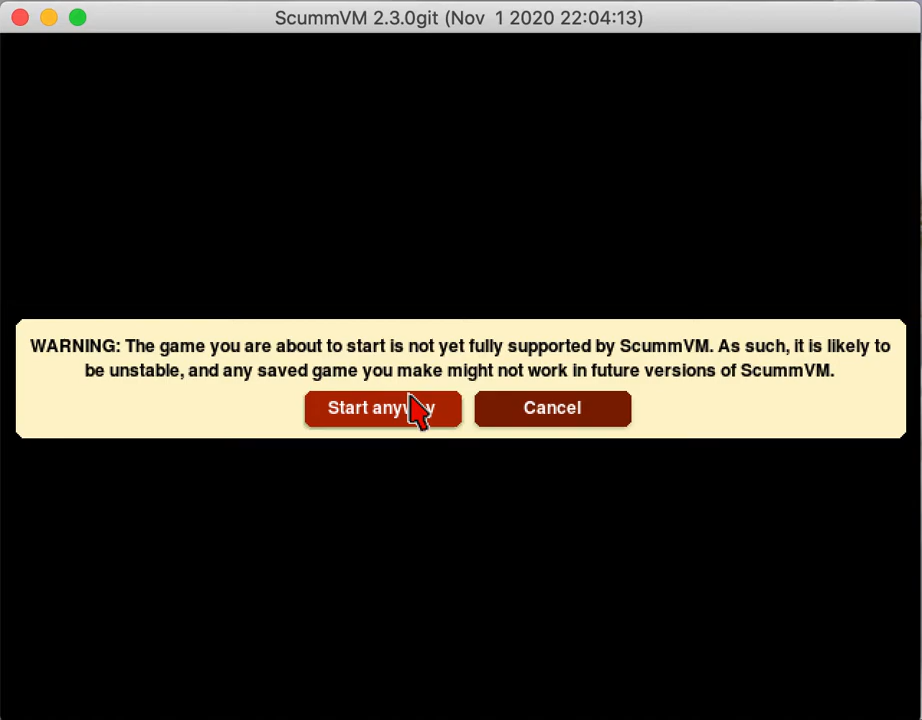 ScummVM 2.3.0git (Nov 1 2020 22:04:13)
WARNING: The game you are about to start is not yet fully supported by ScummVM. As such, it is likely to
be unstable, and any saved game you make might not work in future versions of ScummVM.
Start anyway
Cancel